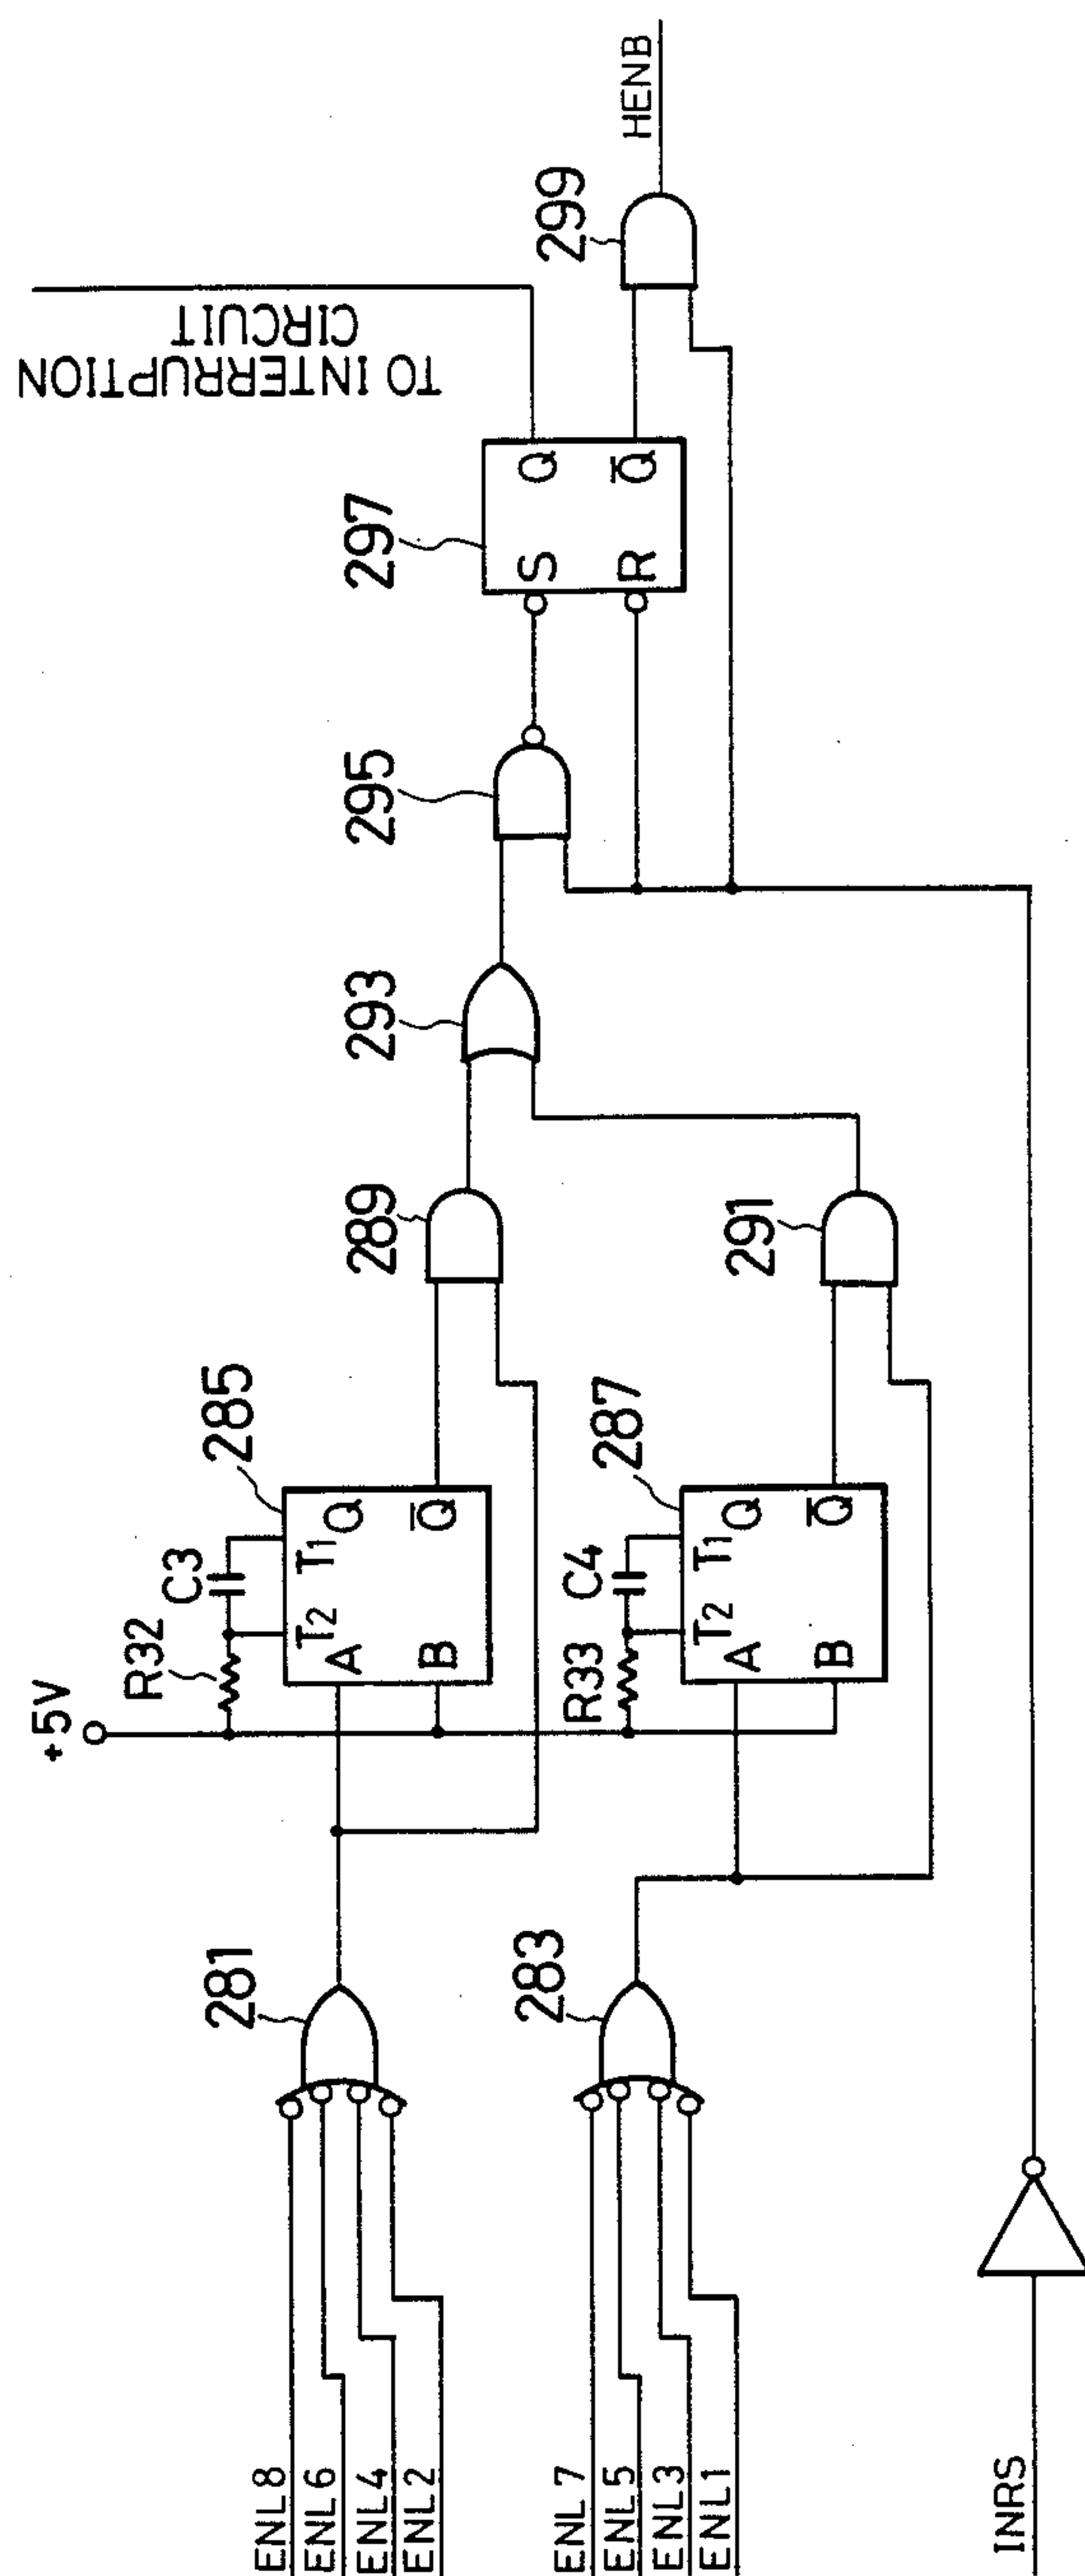 +5V
R32
C3
285
T2
T1
A
Q
B
Q̅
281
ENL8
ENL6
ENL4
ENL2
289
293
295
297
S
Q
R
Q̅
TO INTERRUPTION
CIRCUIT
299
HENB
R33
C4
287
T2
T1
A
Q
B
Q̅
283
ENL7
ENL5
ENL3
ENL1
291
INRS